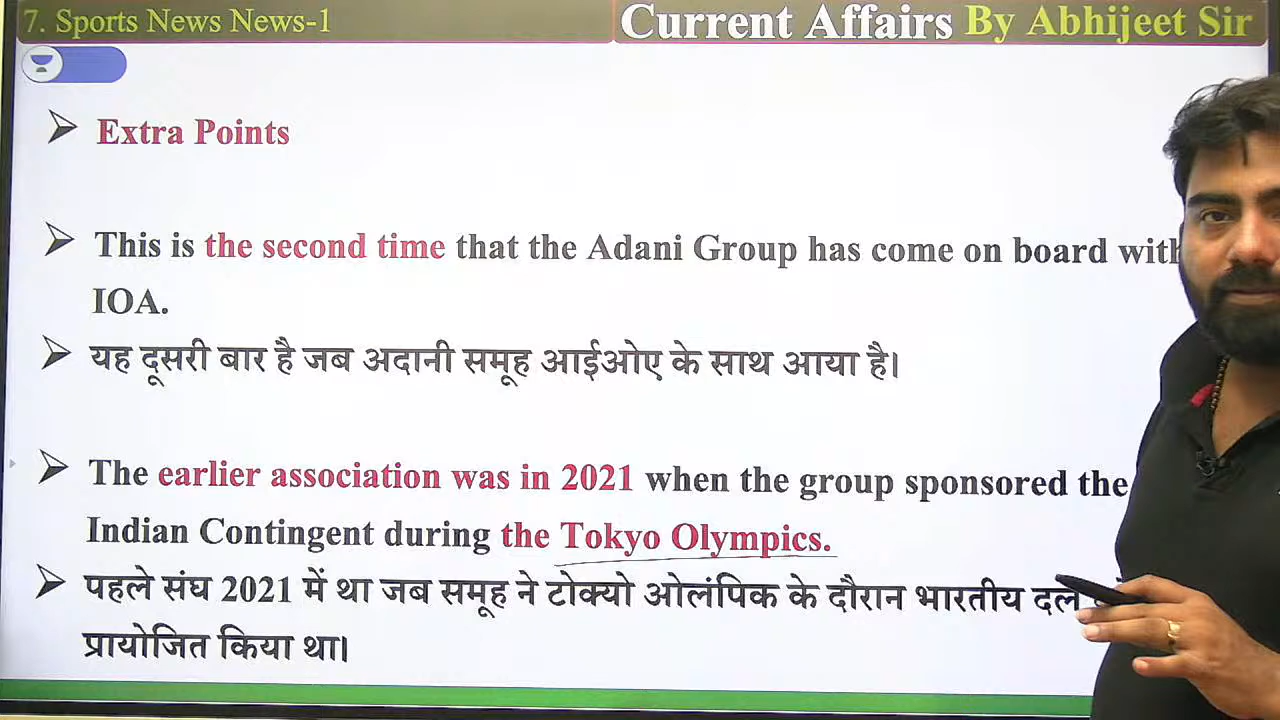 7. Sports News News-1
Current Affairs By Abhijeet Sir
Extra Points
This is the second time that the Adani Group has come on board with
IOA.
यह दूसरी बार है जब अदानी समूह आईओए के साथ आया है।
The earlier association was in 2021 when the group sponsored the
Indian Contingent during the Tokyo Olympics.
पहले संघ 2021 में था जब समूह ने टोक्यो ओलंपिक के दौरान भारतीय दल
प्रायोजित किया था।